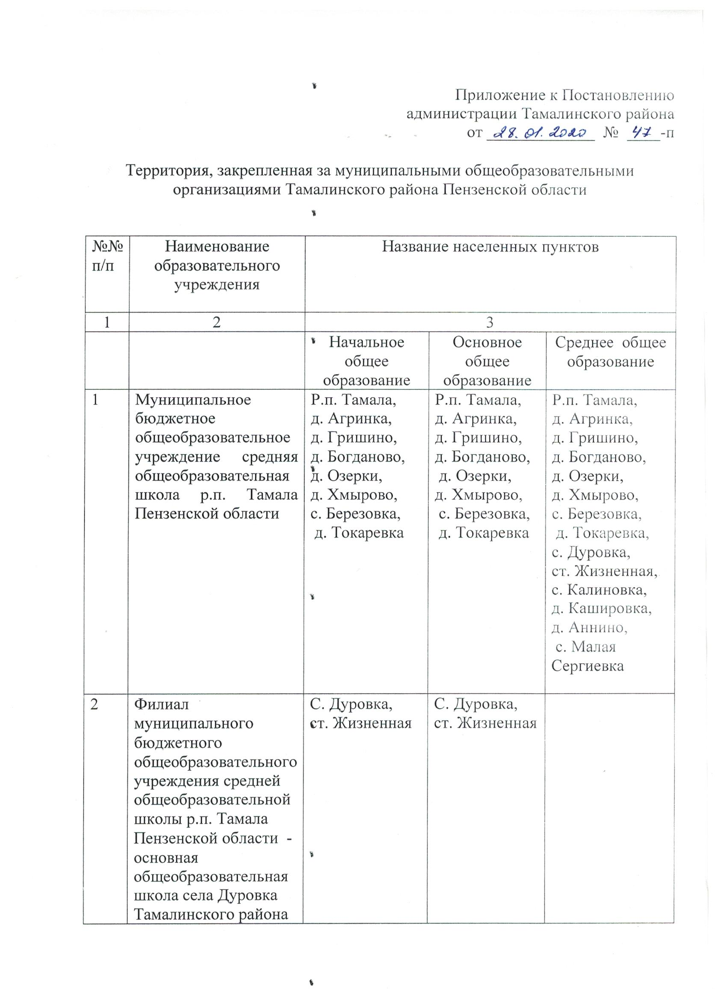 Приложение к Постановлению
администрации Тамалинского района
от 28.01.2020 № 47-п
Территория, закрепленная за муниципальными общеобразовательными
организациями Тамалинского района Пензенской области
№№
п/п
Наименование
образовательного
учреждения
Название населенных пунктов
1
2
3
Начальное
общее
образование
Основное
общее
образование
Среднее общее
образование
1
Муниципальное
бюджетное
общеобразовательное
учреждение средняя
общеобразовательная
школа р.п. Тамала
Пензенской области
Р.п. Тамала,
д. Агринка,
д. Гришино,
д. Богданово,
д. Озерки,
д. Хмырово,
с. Березовка,
д. Токаревка
Р.п. Тамала,
д. Агринка,
д. Гришино,
д. Богданово,
д. Озерки,
д. Хмырово,
с. Березовка,
д. Токаревка
Р.п. Тамала,
д. Агринка,
д. Гришино,
д. Богданово,
д. Озерки,
д. Хмырово,
с. Березовка,
д. Токаревка,
с. Дуровка,
ст. Жизненная,
с. Калиновка,
д. Кашировка,
д. Аннино,
с. Малая
Сергиевка
2
Филиал
муниципального
бюджетного
общеобразовательного
учреждения средней
общеобразовательной
школы р.п. Тамала
Пензенской области -
основная
общеобразовательная
школа села Дуровка
Тамалинского района
С. Дуровка,
ст. Жизненная
С. Дуровка,
ст. Жизненная